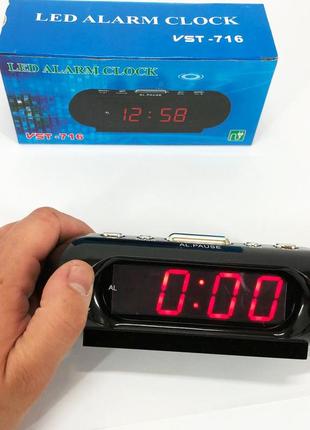 LED ALARM CLOCK
VST-716
LED ALARM CLOCK
12:58
VST-716
AL.PAUSE
AL
0:00